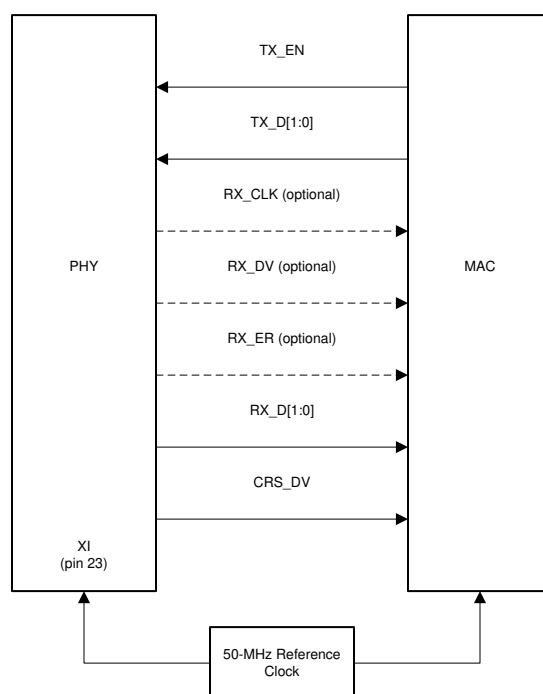 TX_EN
TX_D[1:0]
RX_CLK (optional)
PHY
RX_DV (optional)
MAC
RX_ER (optional)
RX_D[1:0]
CRS_DV
XI
(pin 23)
50-MHz Reference
Clock